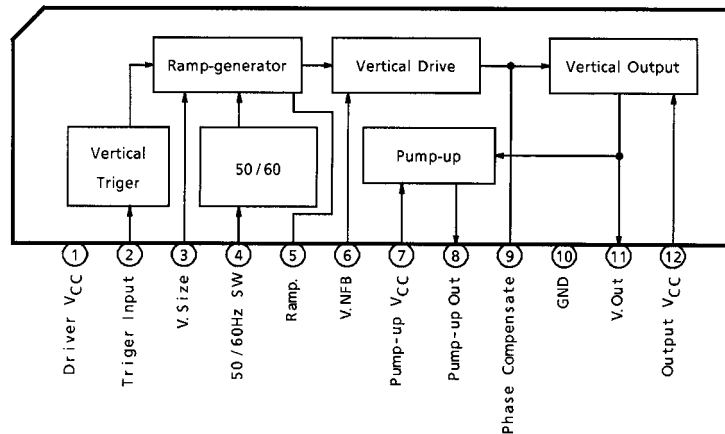 Ramp-generator
Vertical Drive
Vertical Output
Vertical
Triger
50/60
Pump-up
1
2
3
4
5
6
7
8
9
10
11
12
Driver VCC
Triger Input
V.Size
50/60Hz SW
Ramp.
V.NFB
Pump-up VCC
Pump-up Out
Phase Compensate
GND
V.Out
Output VCC